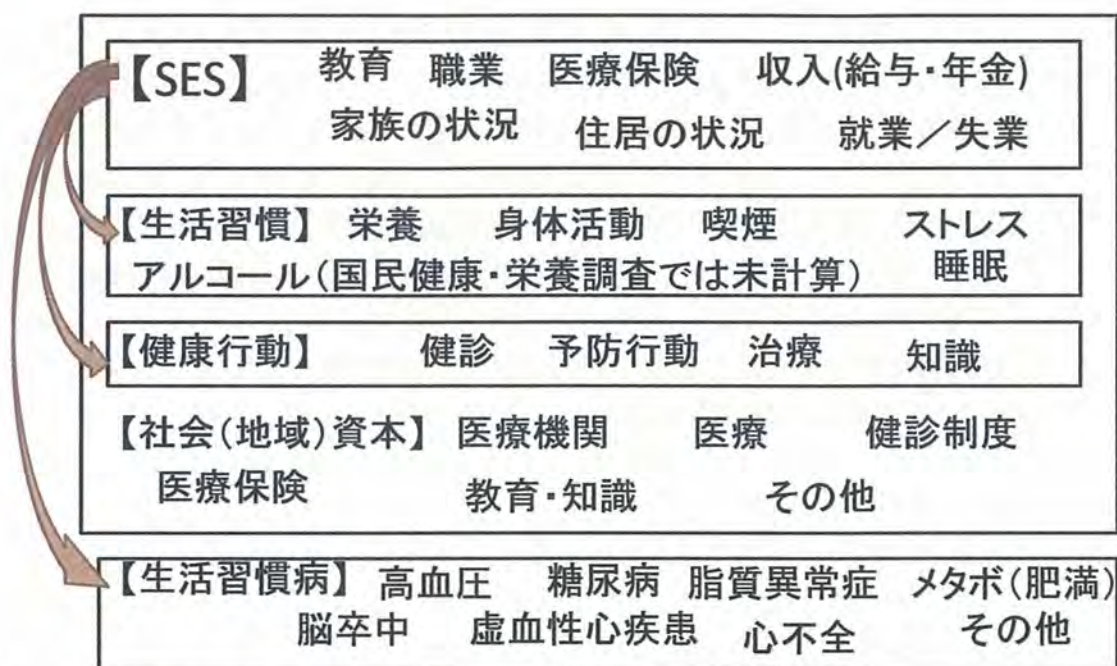 【SES】 教育 職業 医療保険 収入(給与・年金)
家族の状況 住居の状況 就業／失業
【生活習慣】 栄養 身体活動 喫煙 ストレス
アルコール(国民健康・栄養調査では未計算) 睡眠
【健康行動】 健診 予防行動 治療 知識
【社会(地域)資本】 医療機関 医療 健診制度
医療保険 教育・知識 その他
【生活習慣病】 高血圧 糖尿病 脂質異常症 メタボ(肥満)
脳卒中 虚血性心疾患 心不全 その他